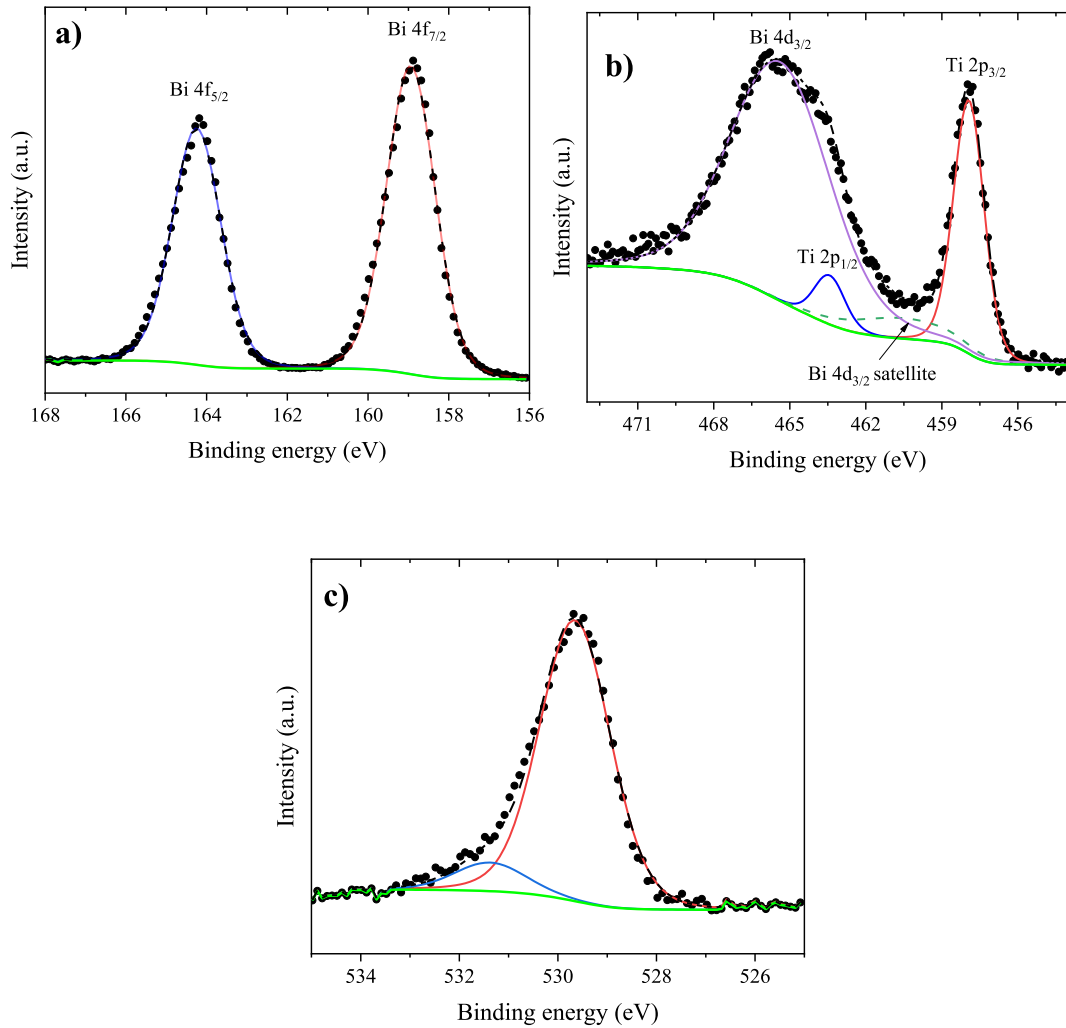 a)
Bi 4f7/2
Bi 4f5/2
Intensity (a.u.)
168 166 164 162 160 158 156
Binding energy (eV)
b)
Bi 4d3/2
Ti 2p3/2
Ti 2p1/2
Bi 4d3/2 satellite
Intensity (a.u.)
471 468 465 462 459 456
Binding energy (eV)
c)
Intensity (a.u.)
534 532 530 528 526
Binding energy (eV)